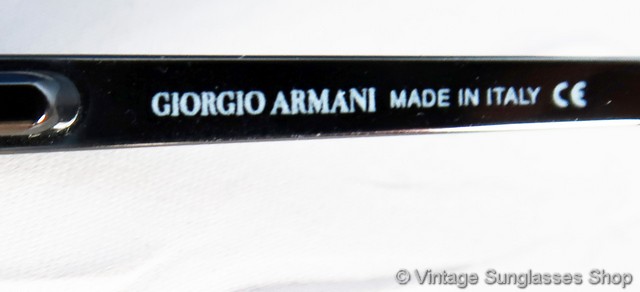 GIORGIO ARMANI MADE IN ITALY CE
© Vintage Sunglasses Shop